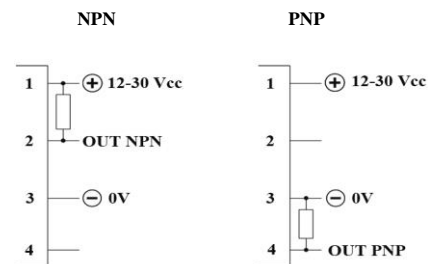 NPN
1 + 12-30 Vcc
2 OUT NPN
3 - 0V
4
PNP
1 + 12-30 Vcc
2
3 - 0V
4 OUT PNP